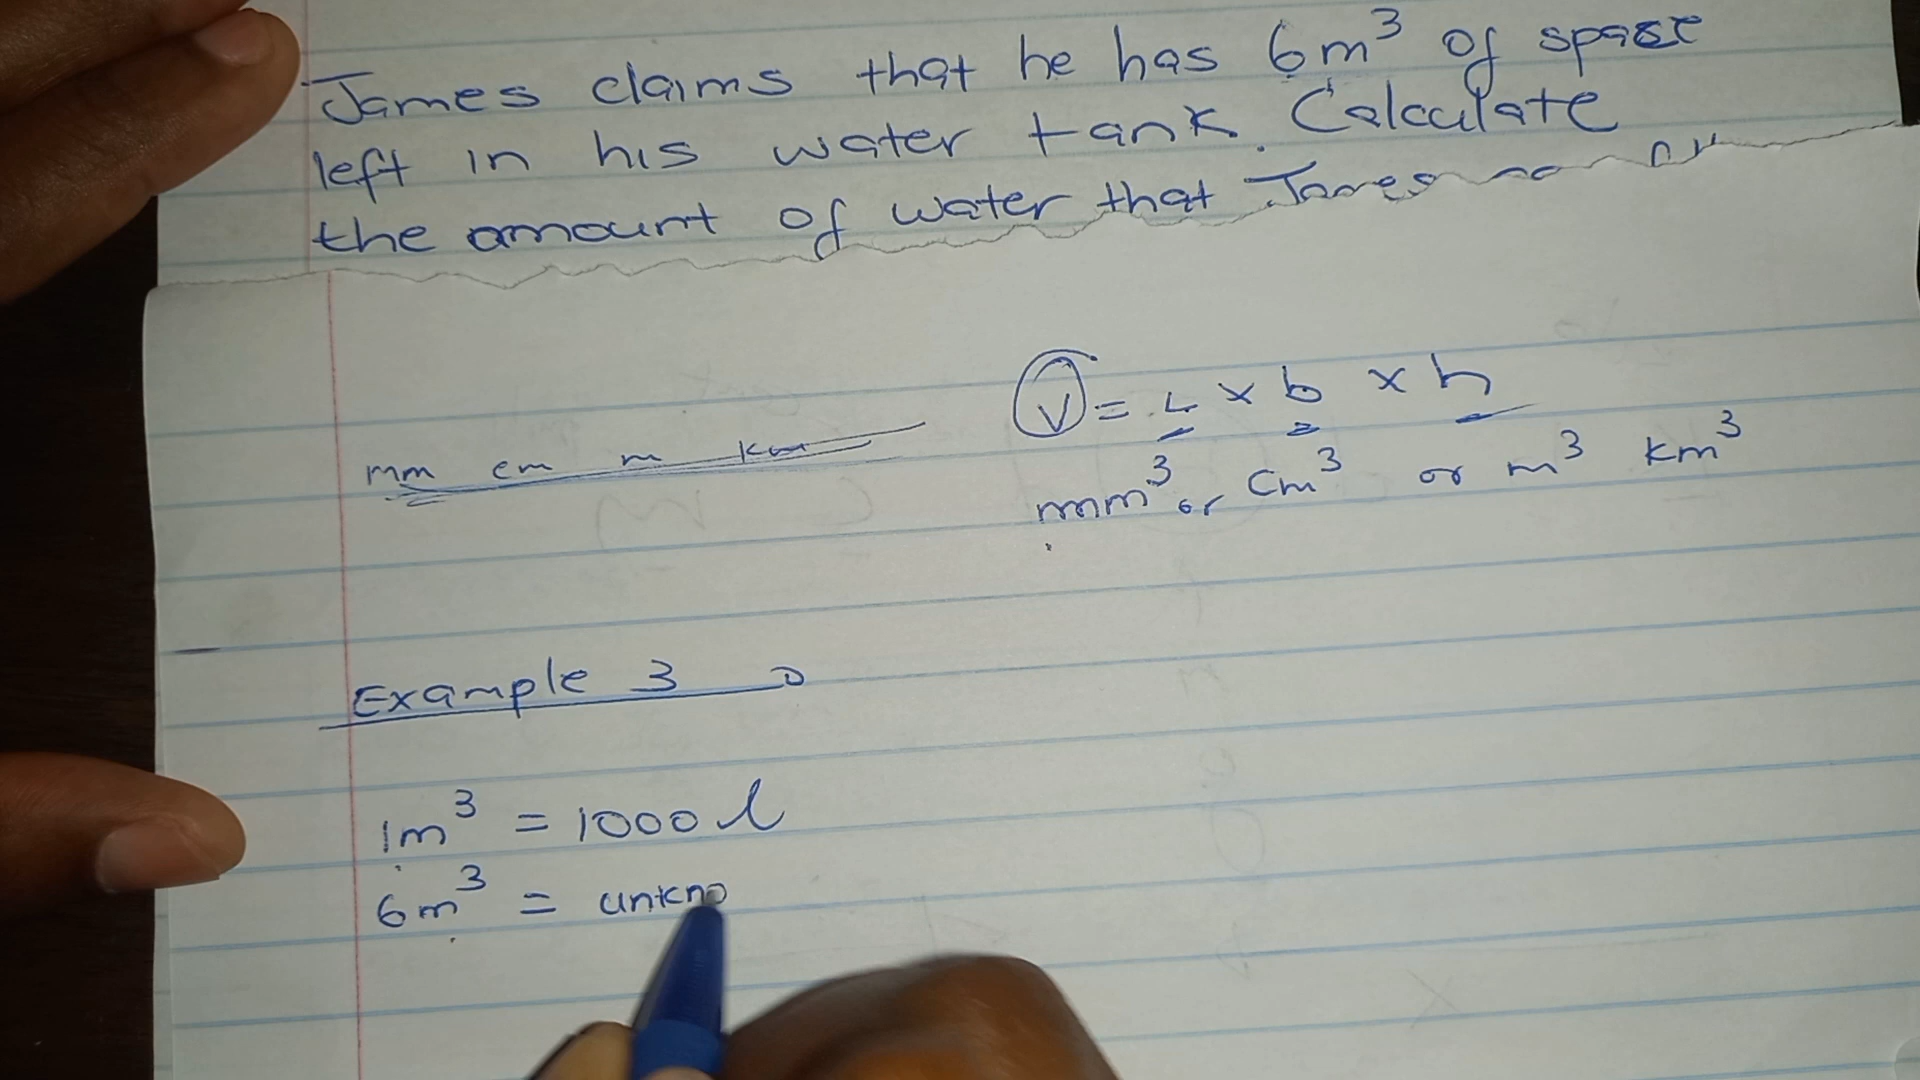 James claims that he has 6m³ of space
left in his water tank. Calculate
the amount of water that James
V = L × b × h
mm cm m km
mm³ or cm³ or m³ km³
Example 3
1m³ = 1000 l
6m³ = unkno